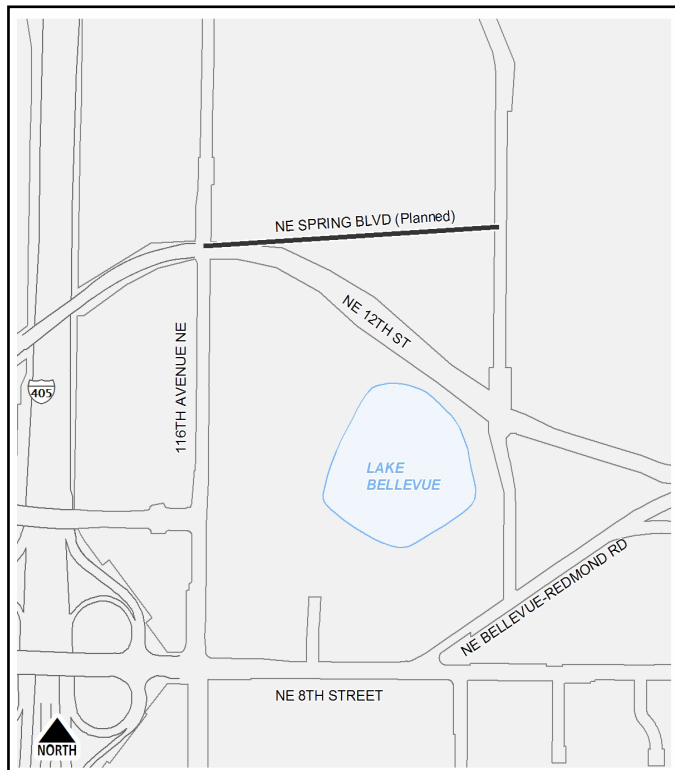 NE SPRING BLVD (Planned)
NE 12TH ST
116TH AVENUE NE
405
LAKE
BELLEVUE
NE BELLEVUE-REDMOND RD
NE 8TH STREET
NORTH